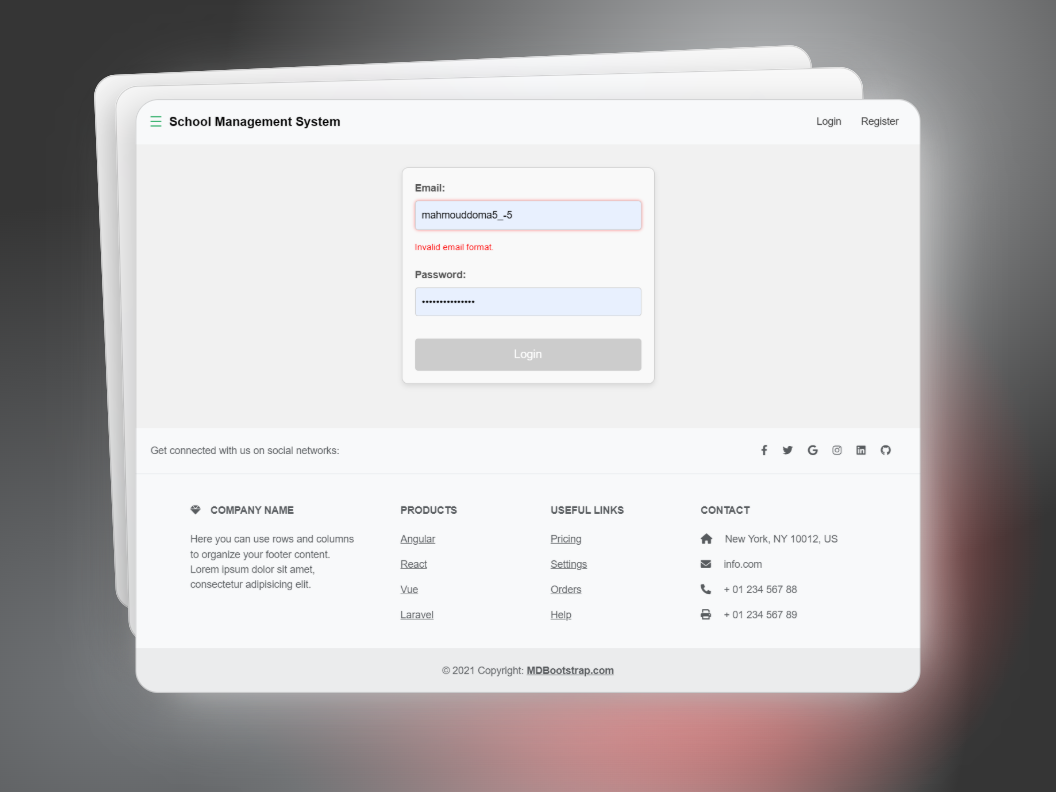 School Management System
Login Register
Email:
mahmouddoma5_-5
Invalid email format.
Password:
•••••••••••••••
Login
Get connected with us on social networks:
COMPANY NAME
Here you can use rows and columns
to organize your footer content.
Lorem ipsum dolor sit amet,
consectetur adipisicing elit.
PRODUCTS
Angular
React
Vue
Laravel
USEFUL LINKS
Pricing
Settings
Orders
Help
CONTACT
New York, NY 10012, US
info.com
+ 01 234 567 88
+ 01 234 567 89
© 2021 Copyright: MDBootstrap.com